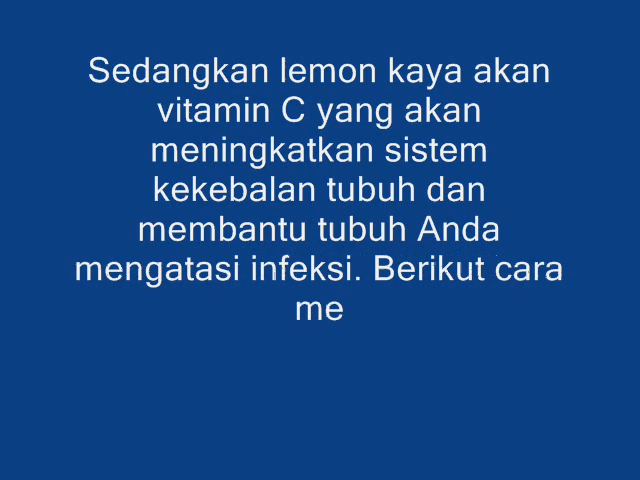 Sedangkan lemon kaya akan
vitamin C yang akan
meningkatkan sistem
kekebalan tubuh dan
membantu tubuh Anda
mengatasi infeksi. Berikut cara
me